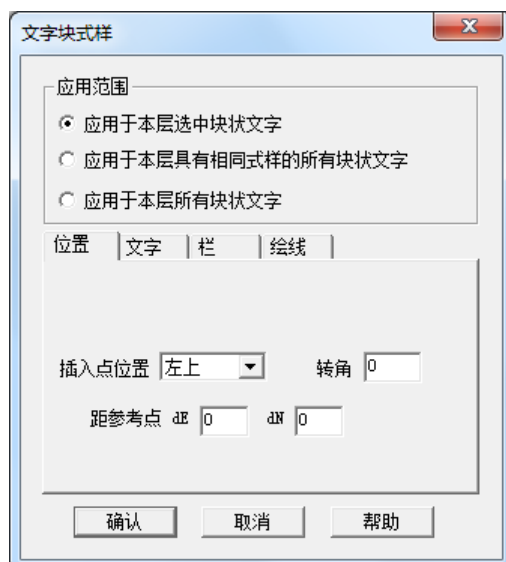 文字块式样
应用范围
应用于本层选中块状文字
应用于本层具有相同式样的所有块状文字
应用于本层所有块状文字
位置 文字 栏 绘线
插入点位置 左上 转角 0
距参考点 dE 0 dN 0
确认 取消 帮助